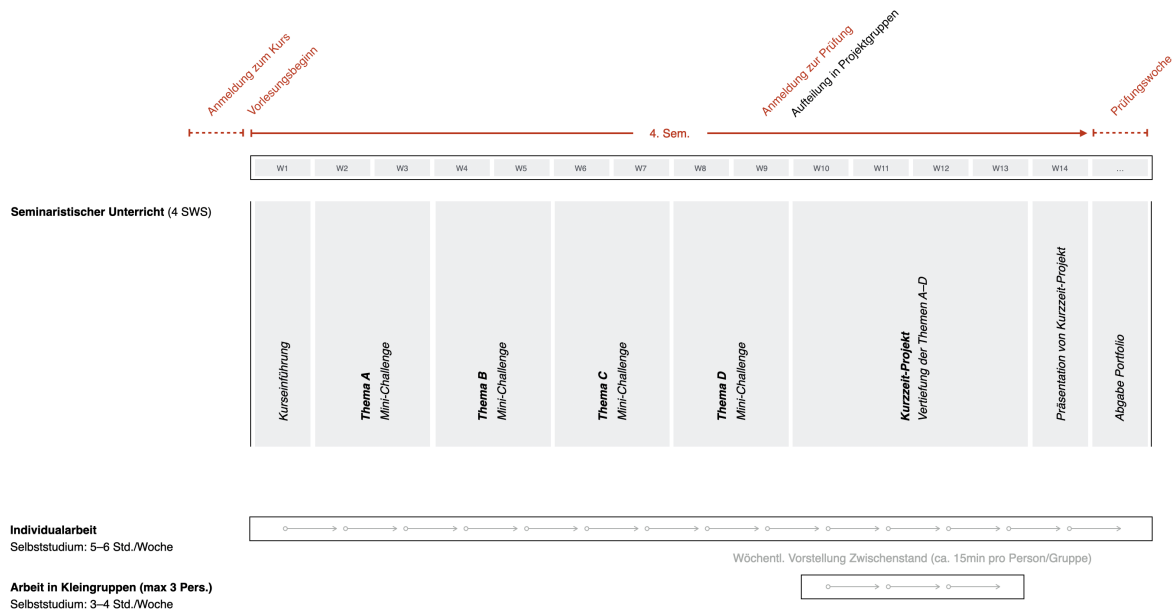 Anmeldung zum Kurs
Vorlesungsbeginn
Anmeldung zur Prüfung
Aufteilung in Projektgruppen
Prüfungswoche
4. Sem.
W1 W2 W3 W4 W5 W6 W7 W8 W9 W10 W11 W12 W13 W14 ...
Seminaristischer Unterricht (4 SWS)
Kurseinführung
Thema A
Mini-Challenge
Thema B
Mini-Challenge
Thema C
Mini-Challenge
Thema D
Mini-Challenge
Kurzzeit-Projekt
Vertiefung der Themen A–D
Präsentation von Kurzzeit-Projekt
Abgabe Portfolio
Individualarbeit
Selbststudium: 5–6 Std./Woche
Wöchentl. Vorstellung Zwischenstand (ca. 15min pro Person/Gruppe)
Arbeit in Kleingruppen (max 3 Pers.)
Selbststudium: 3–4 Std./Woche